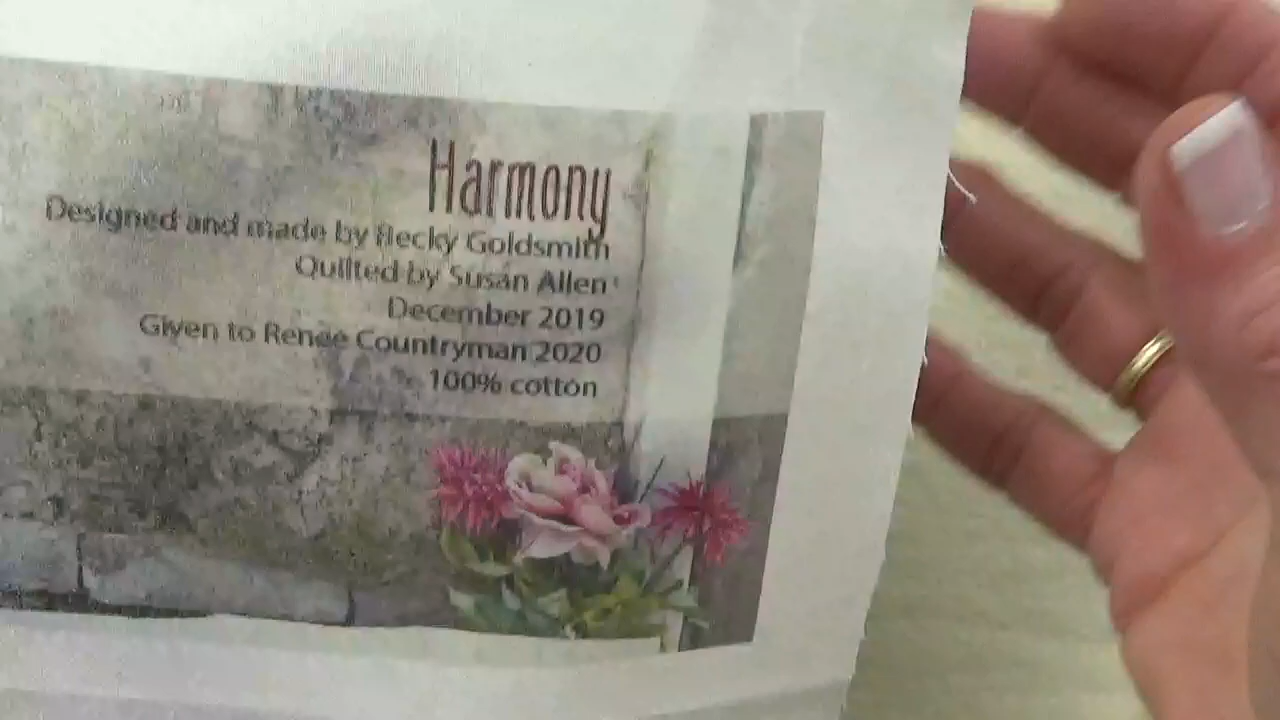 Harmony
Designed and made by Becky Goldsmith
Quilted by Susan Allen
December 2019
Given to Renee Countryman 2020
100% cotton